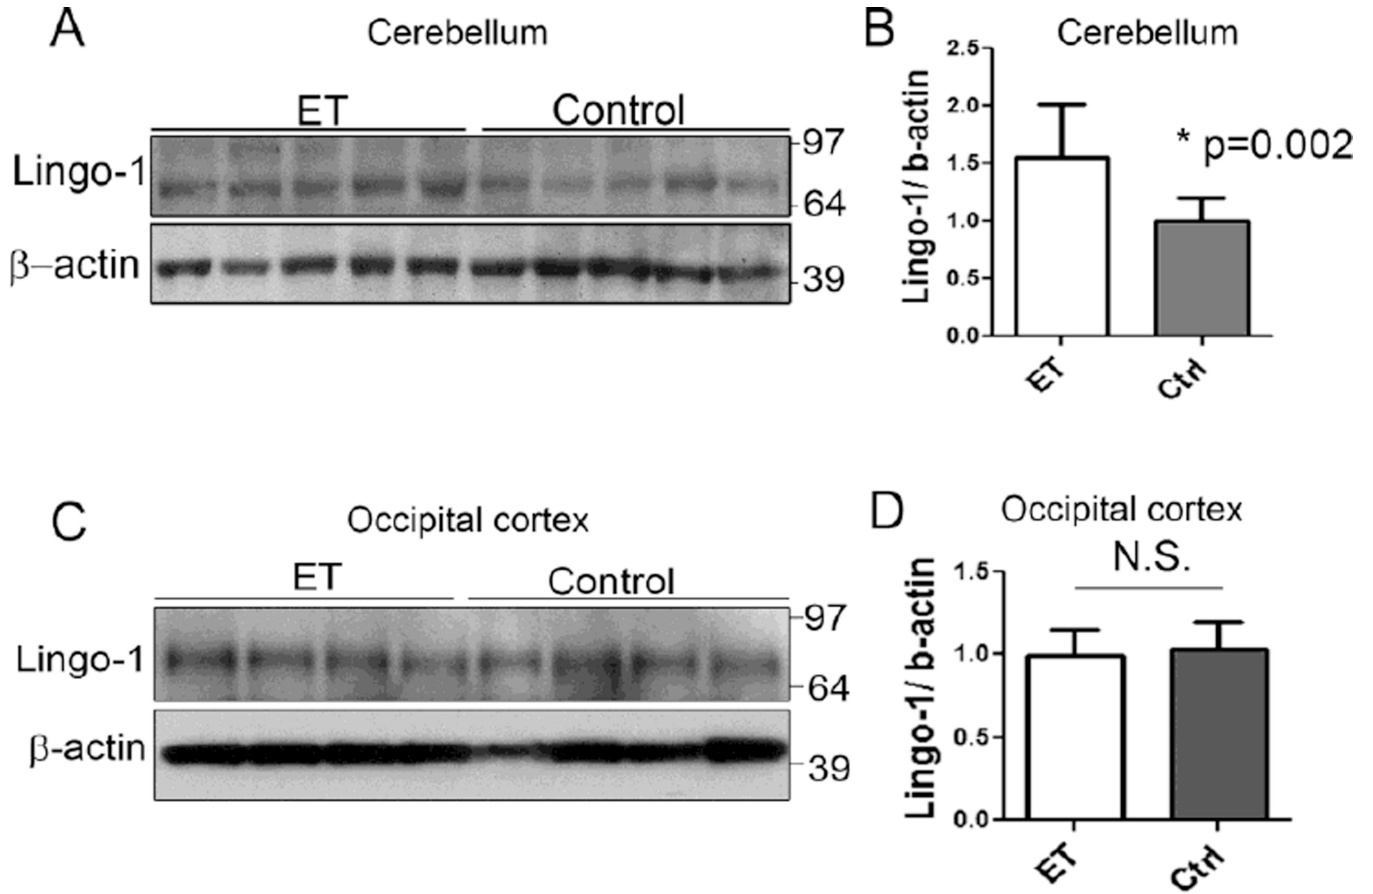 A
Cerebellum
ET
Control
Lingo-1
97
64
β–actin
39
B
Cerebellum
Lingo-1/ b-actin
2.5
2.0
1.5
1.0
0.5
0.0
* p=0.002
ET
Ctrl
C
Occipital cortex
ET
Control
Lingo-1
97
64
β-actin
39
D
Occipital cortex
N.S.
Lingo-1/ b-actin
1.5
1.0
0.5
0.0
ET
Ctrl